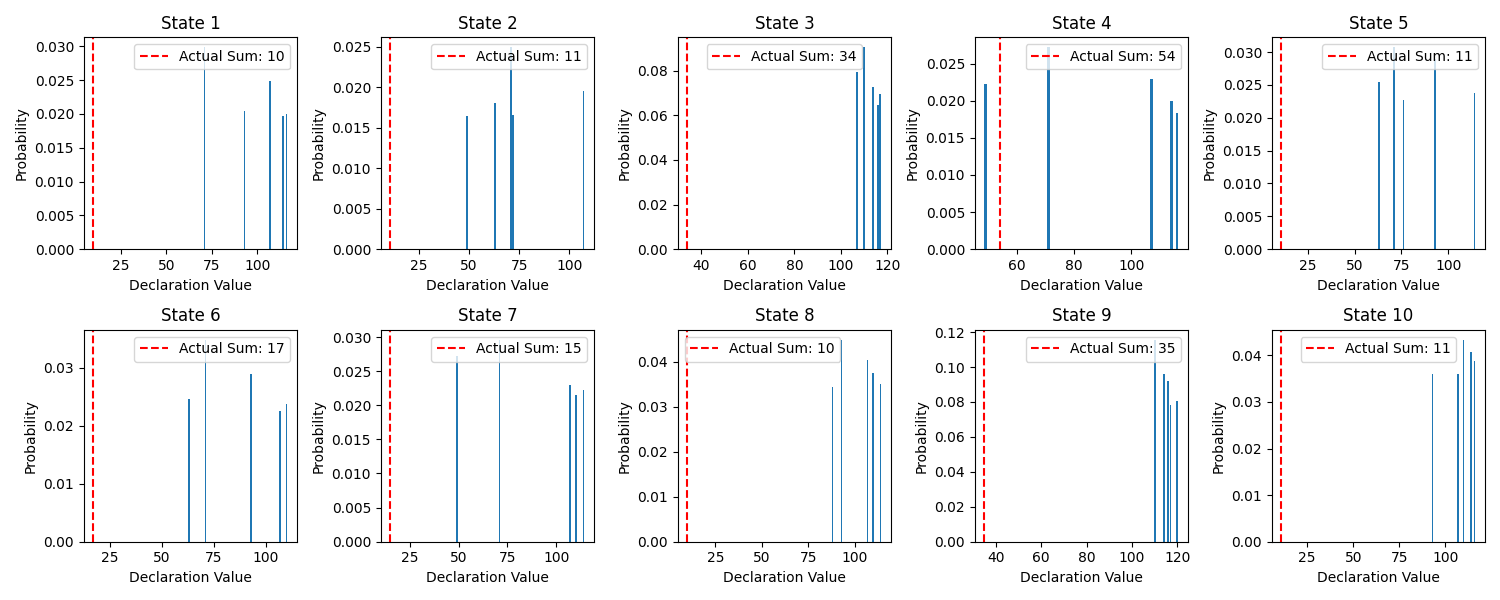 State 1
Actual Sum: 10
0.030
0.025
0.020
0.015
0.010
0.005
0.000
Probability
25 50 75 100
Declaration Value
State 2
Actual Sum: 11
0.025
0.020
0.015
0.010
0.005
0.000
Probability
25 50 75 100
Declaration Value
State 3
Actual Sum: 34
0.08
0.06
0.04
0.02
0.00
Probability
40 60 80 100 120
Declaration Value
State 4
Actual Sum: 54
0.025
0.020
0.015
0.010
0.005
0.000
Probability
60 80 100
Declaration Value
State 5
Actual Sum: 11
0.030
0.025
0.020
0.015
0.010
0.005
0.000
Probability
25 50 75 100
Declaration Value
State 6
Actual Sum: 17
0.03
0.02
0.01
0.00
Probability
25 50 75 100
Declaration Value
State 7
Actual Sum: 15
0.030
0.025
0.020
0.015
0.010
0.005
0.000
Probability
25 50 75 100
Declaration Value
State 8
Actual Sum: 10
0.04
0.03
0.02
0.01
0.00
Probability
25 50 75 100
Declaration Value
State 9
Actual Sum: 35
0.12
0.10
0.08
0.06
0.04
0.02
0.00
Probability
40 60 80 100 120
Declaration Value
State 10
Actual Sum: 11
0.04
0.03
0.02
0.01
0.00
Probability
25 50 75 100
Declaration Value